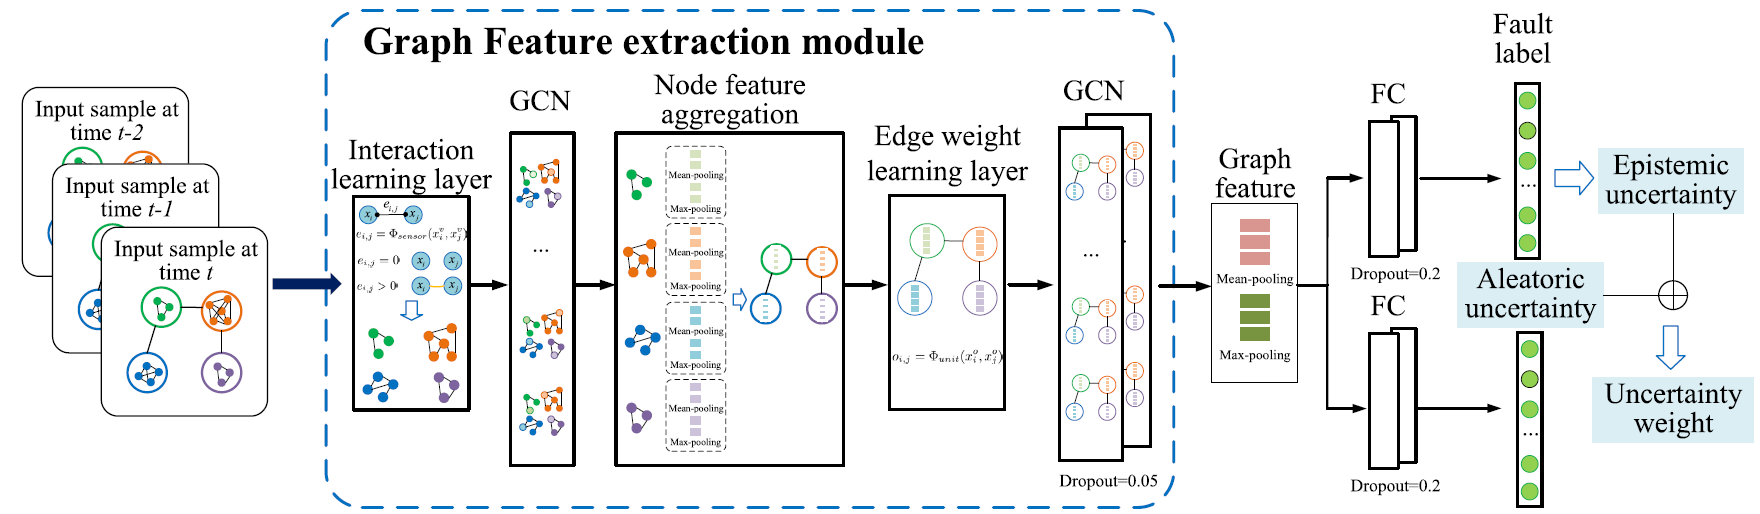 Graph Feature extraction module
Input sample at
time t-2
Input sample at
time t-1
Input sample at
time t
Interaction
learning layer
e_{i,j}
x_i
x_j
e_{i,j} = Φ_{sensor}(x_i^v, x_j^v)
e_{i,j} = 0
x_i
x_j
e_{i,j} > 0
x_i
x_j
GCN
...
Node feature
aggregation
Mean-pooling
Max-pooling
Mean-pooling
Max-pooling
Mean-pooling
Max-pooling
Mean-pooling
Max-pooling
Edge weight
learning layer
o_{i,j} = Φ_{unit}(x_i^o, x_j^o)
GCN
...
Dropout=0.05
Graph
feature
Mean-pooling
Max-pooling
FC
Dropout=0.2
FC
Dropout=0.2
Fault
label
...
...
Epistemic
uncertainty
Aleatoric
uncertainty
Uncertainty
weight